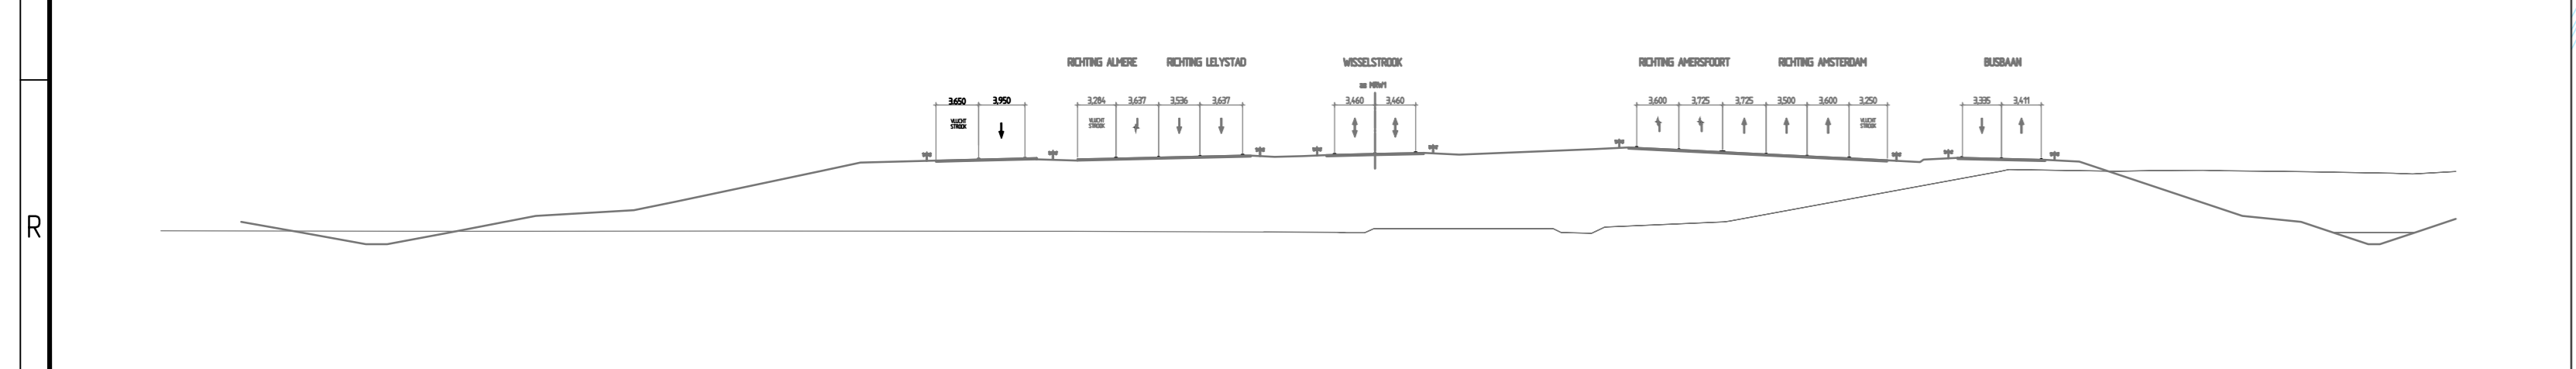 RICHTING ALMERE RICHTING LELYSTAD WISSELSTROOK RICHTING AMERSFOORT RICHTING AMSTERDAM BUSBAAN
3,650 3,950 3,284 3,637 3,536 3,637 3,460 3,460 3,600 3,725 3,725 3,500 3,600 3,250 3,335 3,411
VLUCHT VLUCHT VLUCHT
STROOK STROOK STROOK
R